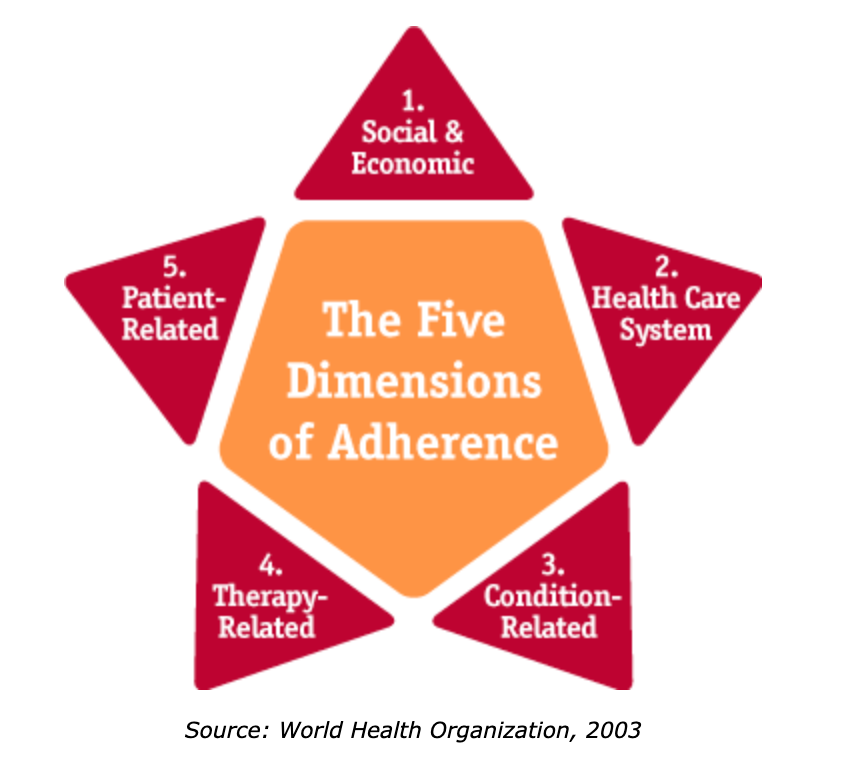 1.
Social &
Economic
5.
Patient-
Related
2.
Health Care
System
The Five
Dimensions
of Adherence
4.
Therapy-
Related
3.
Condition-
Related
Source: World Health Organization, 2003